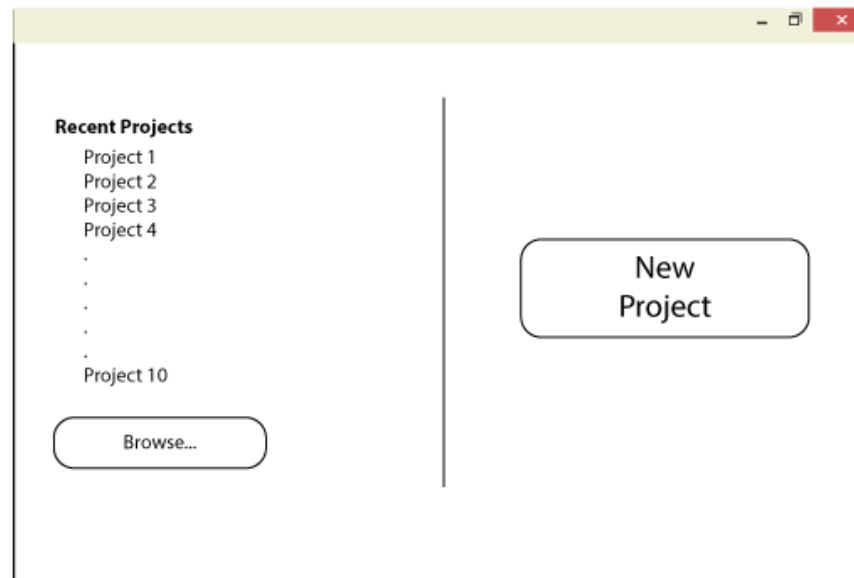 Recent Projects
Project 1
Project 2
Project 3
Project 4
.
.
.
.
.
Project 10
Browse...
New
Project